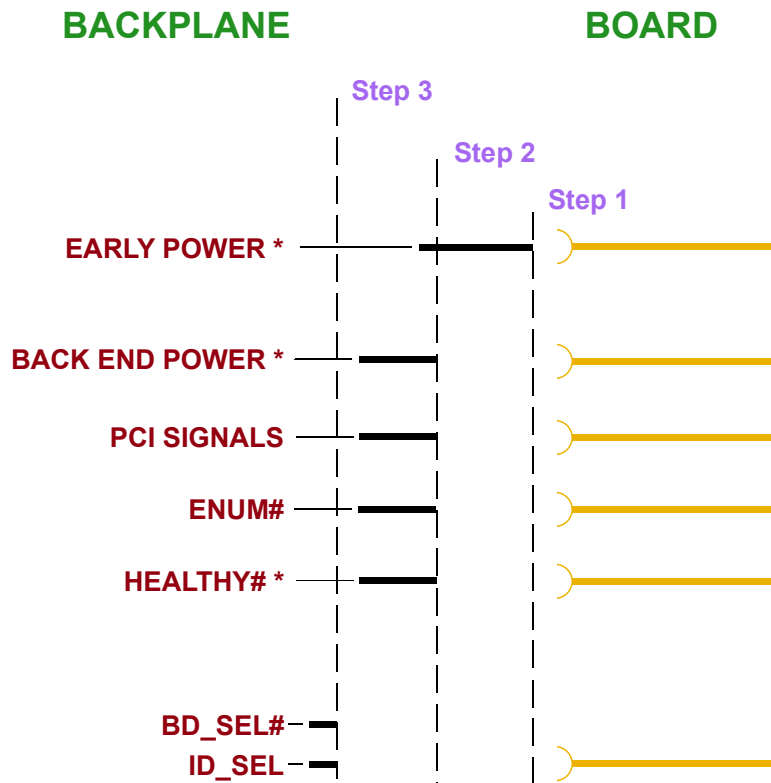 BACKPLANE BOARD
Step 3
Step 2
Step 1
EARLY POWER *
BACK END POWER *
PCI SIGNALS
ENUM#
HEALTHY# *
BD_SEL#
ID_SEL